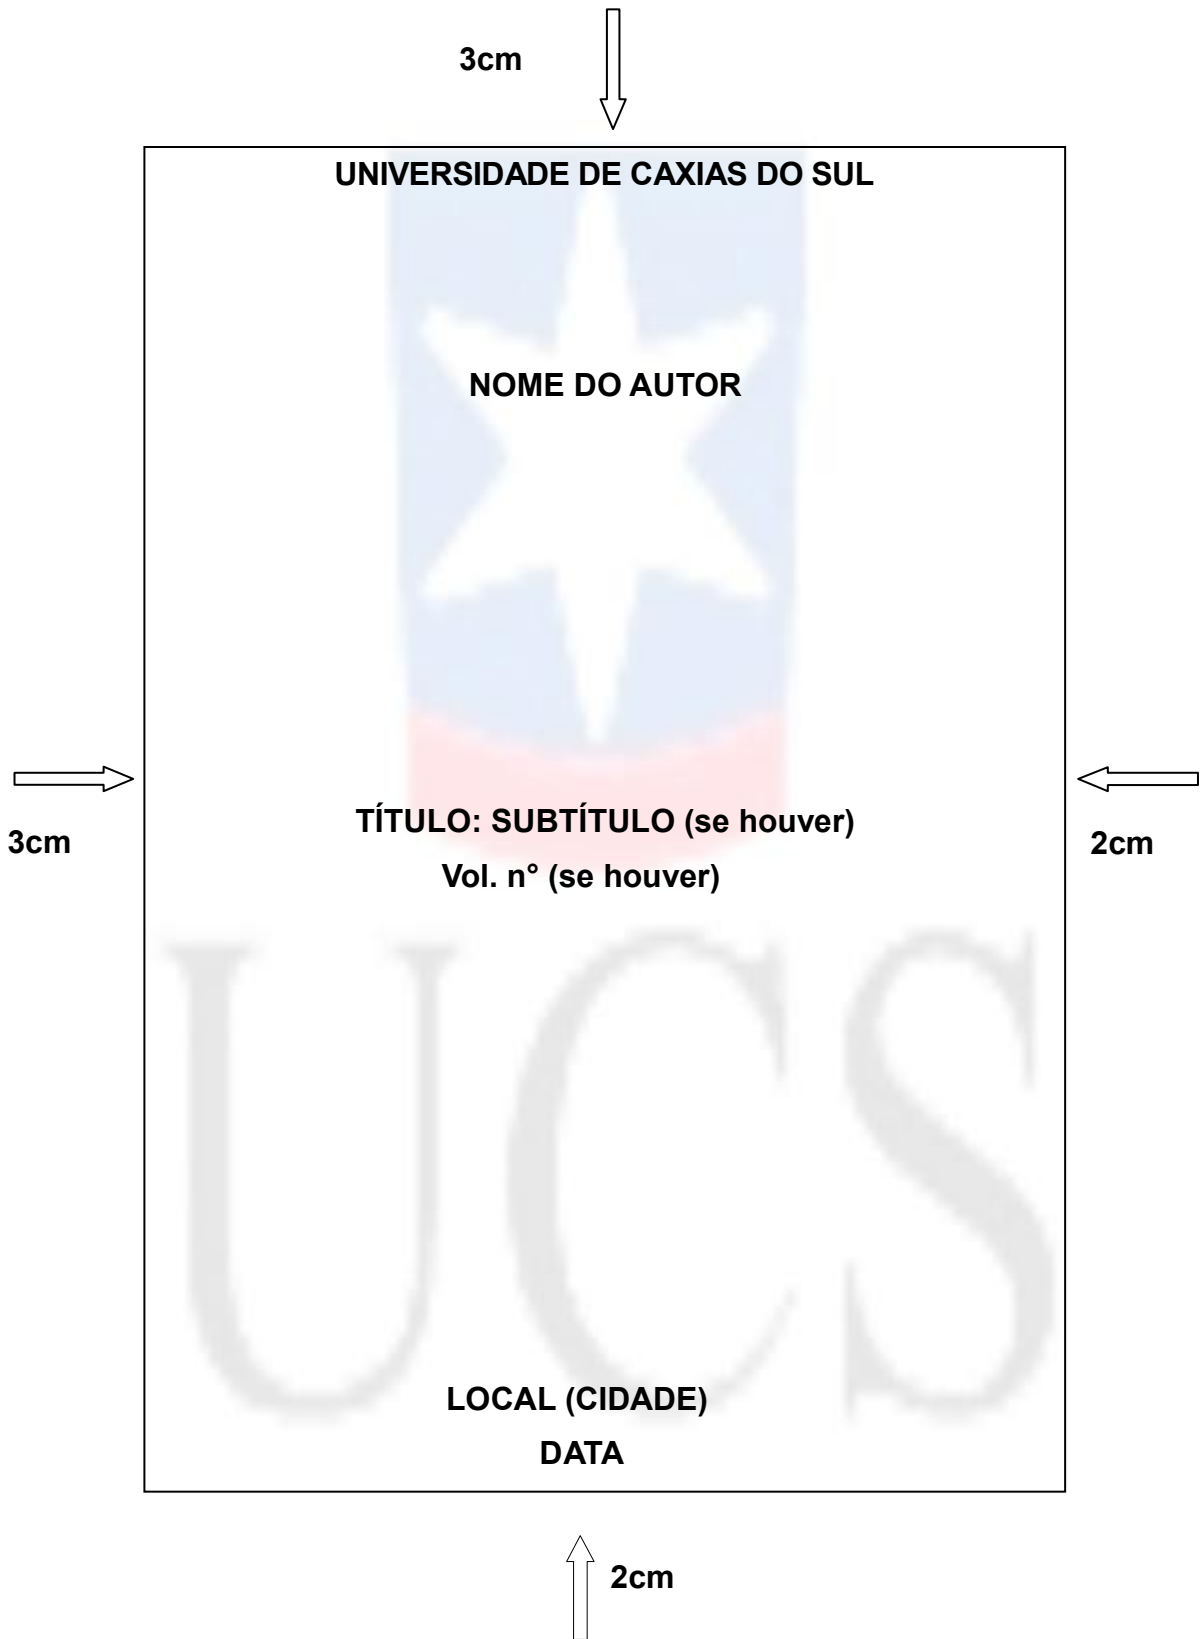 3cm
UNIVERSIDADE DE CAXIAS DO SUL
NOME DO AUTOR
TÍTULO: SUBTÍTULO (se houver)
3cm
2cm
Vol. n° (se houver)
UCS
LOCAL (CIDADE)
DATA
2cm